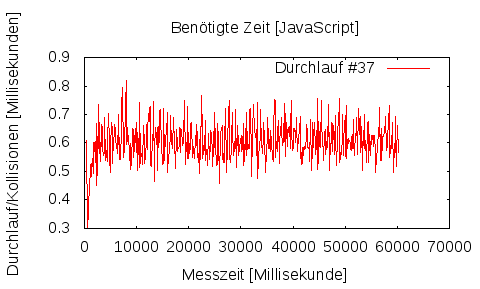 Benötigte Zeit [JavaScript]
Durchlauf/Kollisionen [Millisekunden]
Durchlauf #37
0.9
0.8
0.7
0.6
0.5
0.4
0.3
0 10000 20000 30000 40000 50000 60000 70000
Messzeit [Millisekunde]